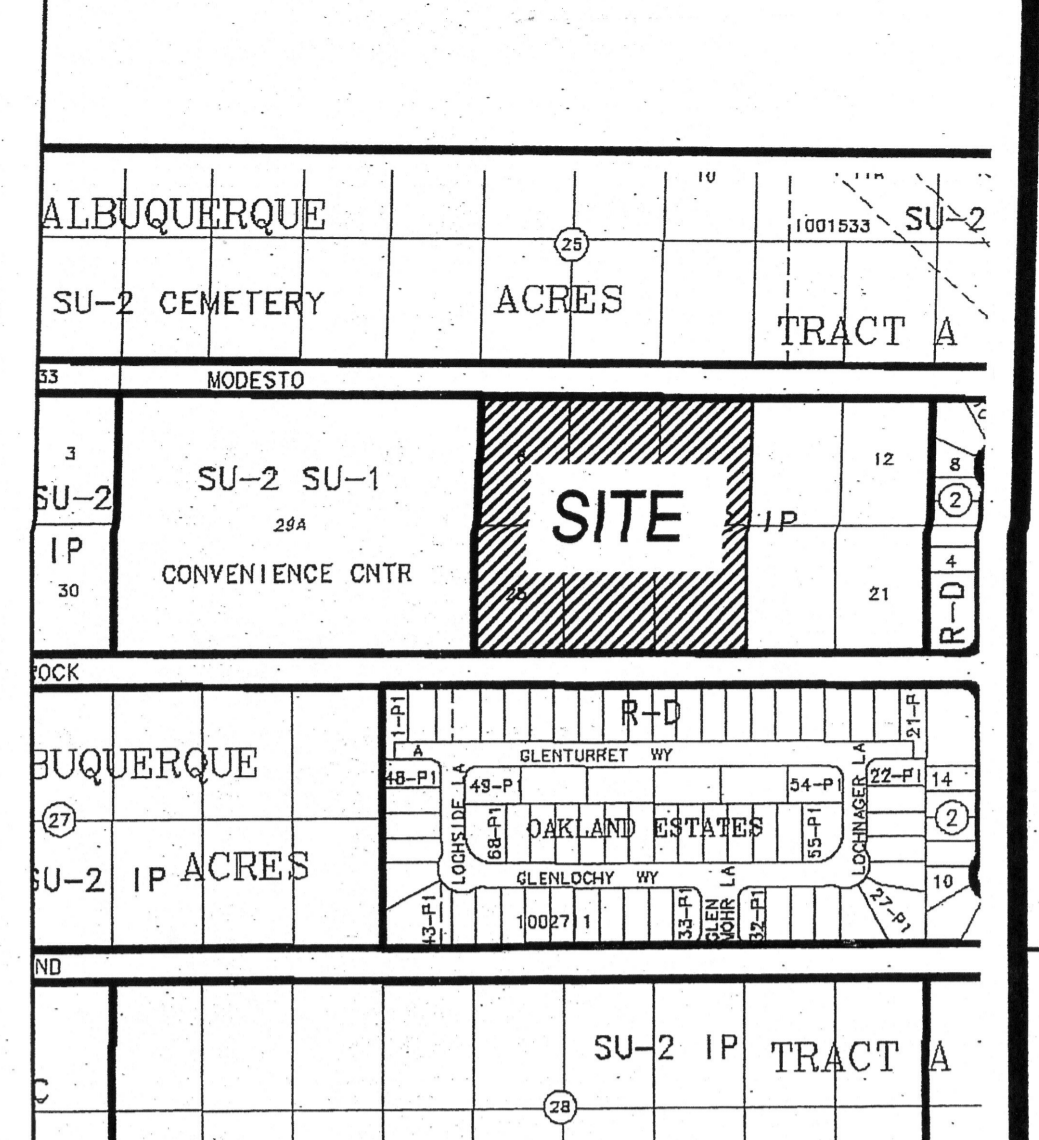 10
ALBUQUERQUE
1001533
SU-2
25
SU-2 CEMETERY
ACRES
TRACT A
33
MODESTO
3
SU-2
IP
30
SU-2 SU-1
29A
CONVENIENCE CNTR
SITE
25
IP
12
21
8
2
4
R-D
OCK
BUQUERQUE
27
SU-2 IP ACRES
1-P1
R-D
21-P
A
GLENTURRET WY
48-P1
49-P1
54-P1
22-P1
14
LOCHSIDE LA
68-P1
OAKLAND ESTATES
55-P1
LOCHNAGER LA
2
GLENLOCHY WY
10
43-P1
1002711
33-P1
GLEN MOHR LA
32-P1
27-P1
ND
SU-2 IP
TRACT A
C
28